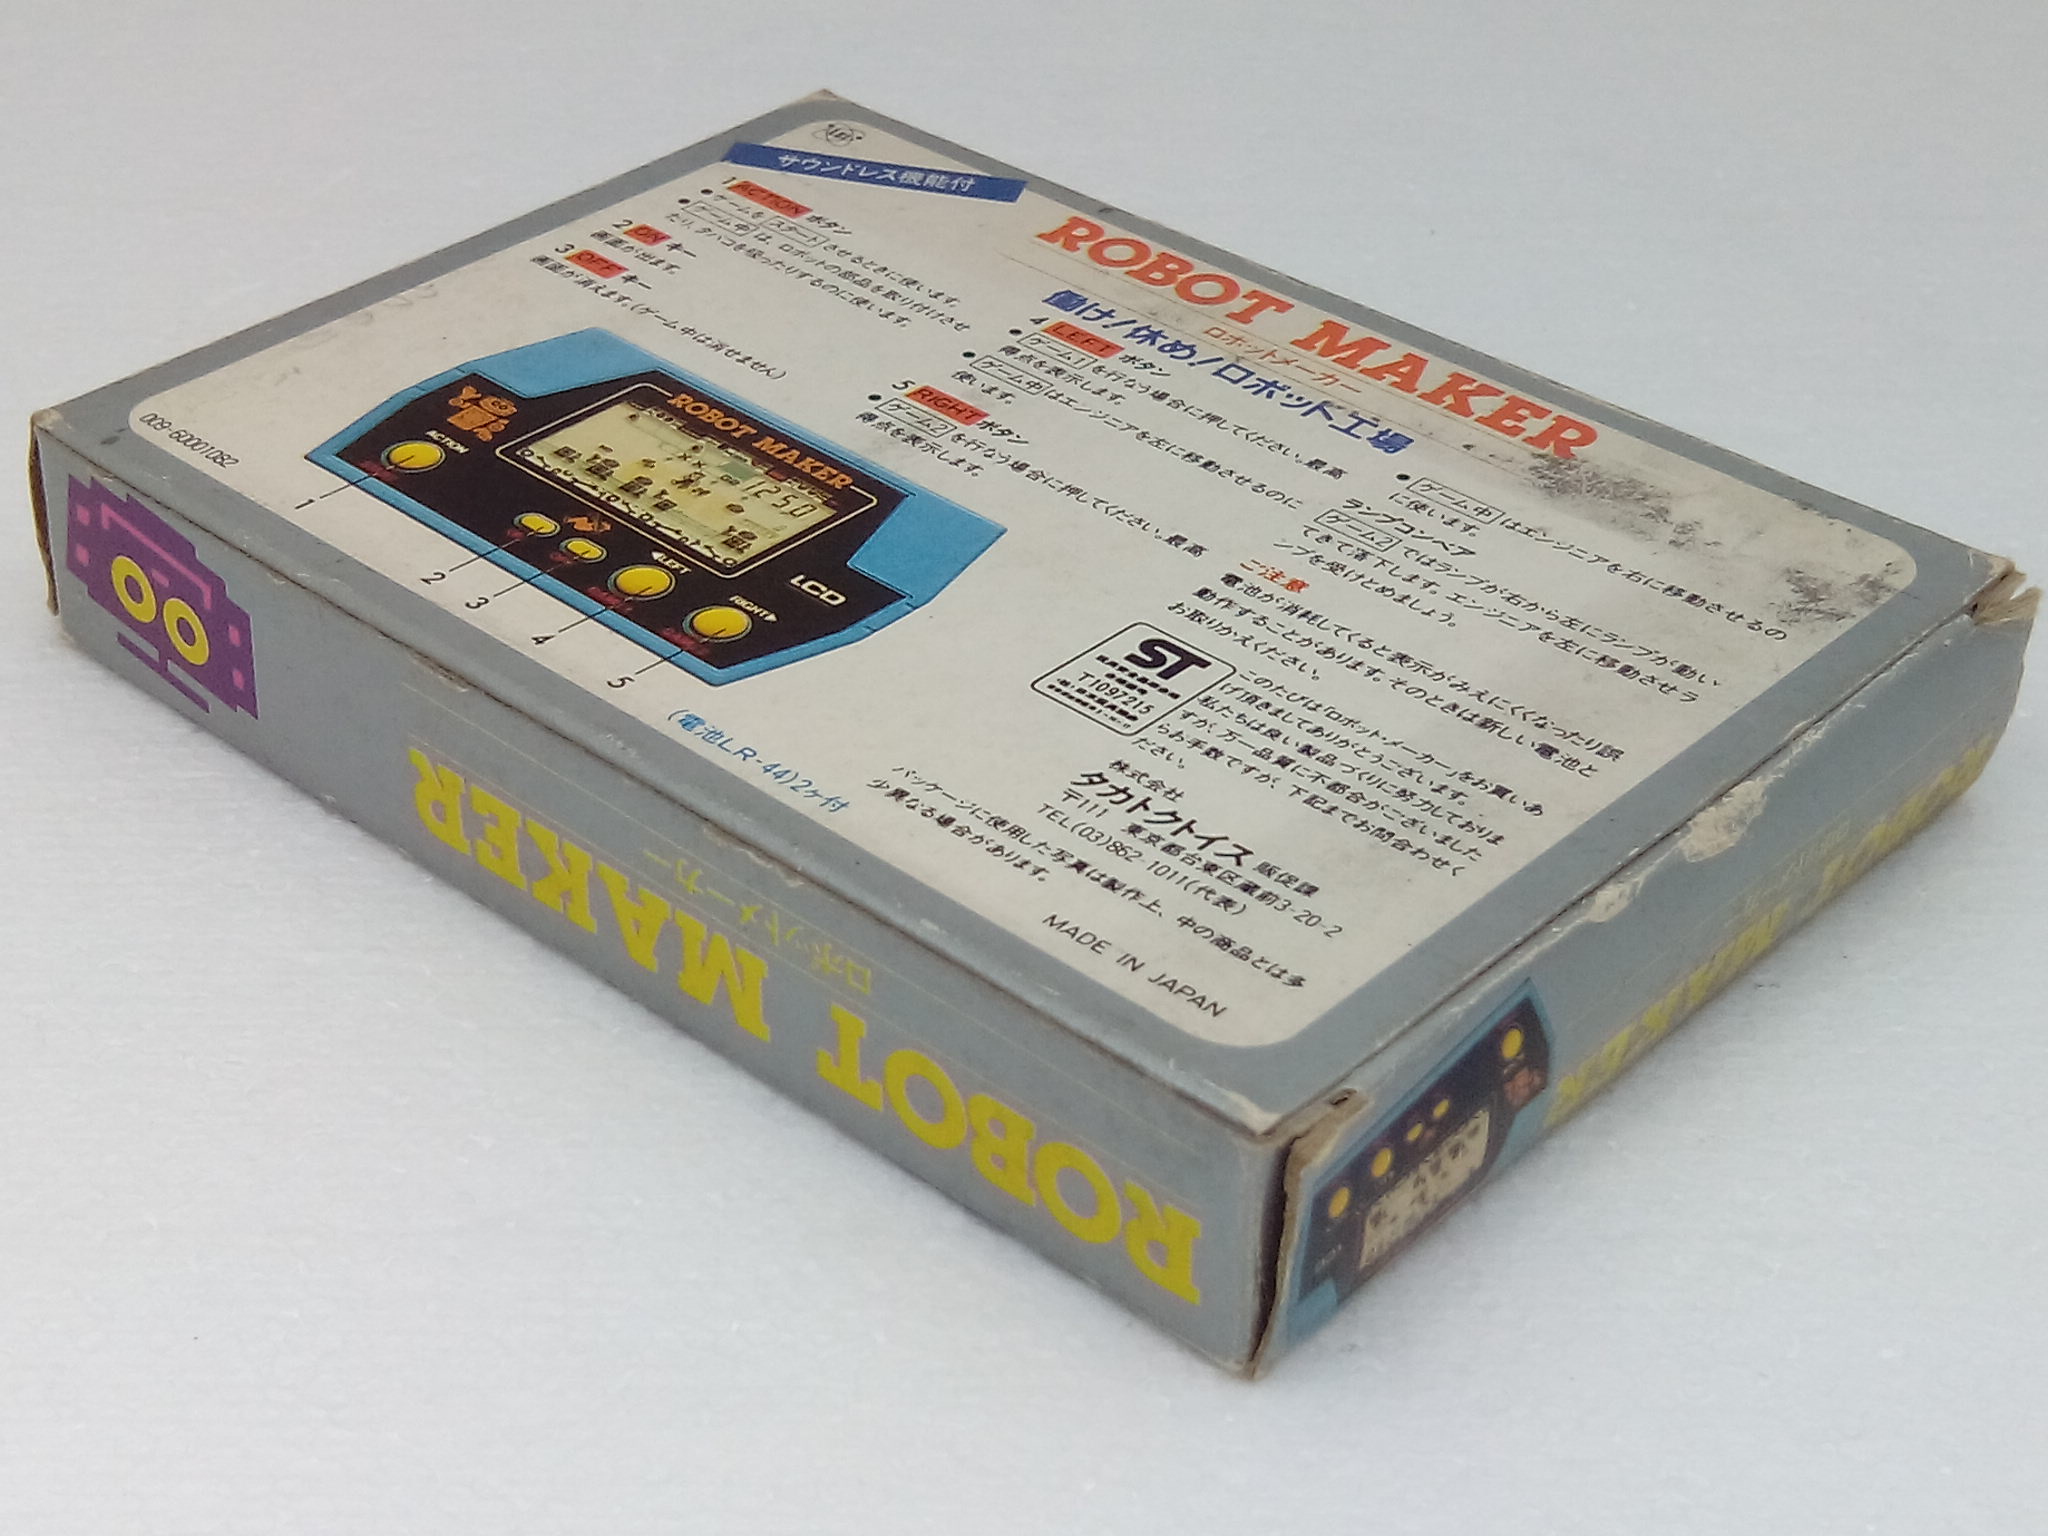 LSI
サウンドレス機能付
ROBOT MAKER
ロボットメーカー
働け!休め!ロボット工場
1 ACTION ボタン
●ゲームをスタートさせるときに使います。
●ゲーム中は、ロボットの部品を取り付けさせ
たり、タバコを吸ったりするのに使います。
2 ON キー
画面が出ます。
3 OFF キー
画面が消えます。(ゲーム中は消せません)
4 LEFT ボタン
●ゲーム1を行なう場合に押してください。最高
得点を表示します。
●ゲーム中はエンジニアを左に移動させるのに
使います。
5 RIGHT ボタン
●ゲーム2を行なう場合に押してください。最高
得点を表示します。
●ゲーム中はエンジニアを右に移動させるの
に使います。
ランプコンベア
ゲーム2ではランプが右から左にランプが動い
てきて落下します。エンジニアを左に移動させラ
ンプを受けとめましょう。
ご注意
電池が消耗してくると表示がみえにくくなったり誤
動作することがあります。そのときは新しい電池と
お取りかえください。
ROBOT MAKER
1250
ACTION
LEFT
RIGHT
LCD
1
2
3
4
5
(電池LR-44)2ヶ付
009-60001082
ST
T109215
このたびは「ロボット・メーカー」をお買いあ
げ頂きましてありがとうございます。
私たちは良い製品づくりに努力しておりま
すが、万一品質に不都合がございました
らお手数ですが、下記までお問合わせく
ださい。
株式会社
タカトクトイス 販促課
〒111 東京都台東区蔵前3-20-2
TEL(03)862-1011(代表)
パッケージに使用した写真は製作上、中の商品とは多
少異なる場合があります。
MADE IN JAPAN
ROBOT MAKER
ロボットメーカー